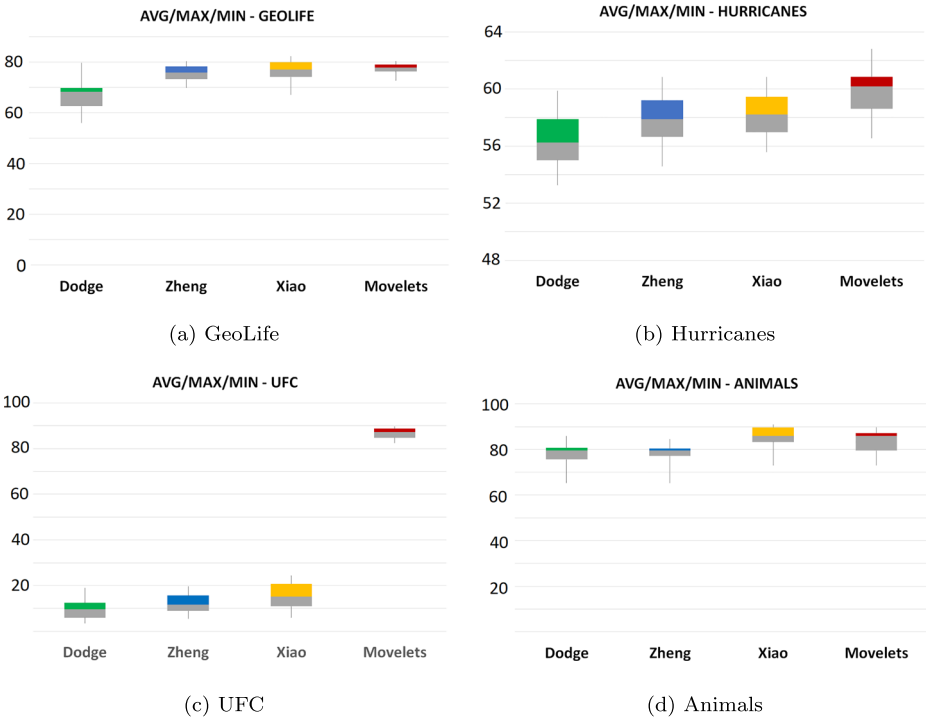 AVG/MAX/MIN - GEOLIFE
80
60
40
20
0
Dodge Zheng Xiao Movelets
(a) GeoLife
AVG/MAX/MIN - HURRICANES
64
60
56
52
48
Dodge Zheng Xiao Movelets
(b) Hurricanes
AVG/MAX/MIN - UFC
100
80
60
40
20
Dodge Zheng Xiao Movelets
(c) UFC
AVG/MAX/MIN - ANIMALS
100
80
60
40
20
Dodge Zheng Xiao Movelets
(d) Animals